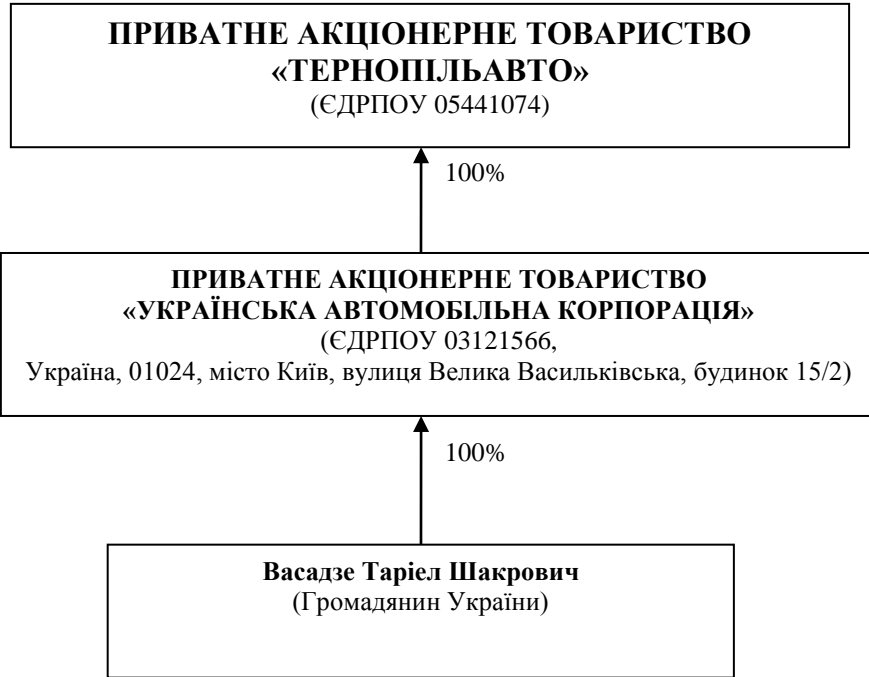 ПРИВАТНЕ АКЦІОНЕРНЕ ТОВАРИСТВО
«ТЕРНОПІЛЬАВТО»
(ЄДРПОУ 05441074)
100%
ПРИВАТНЕ АКЦІОНЕРНЕ ТОВАРИСТВО
«УКРАЇНСЬКА АВТОМОБІЛЬНА КОРПОРАЦІЯ»
(ЄДРПОУ 03121566,
Україна, 01024, місто Київ, вулиця Велика Васильківська, будинок 15/2)
100%
Васадзе Таріел Шакрович
(Громадянин України)